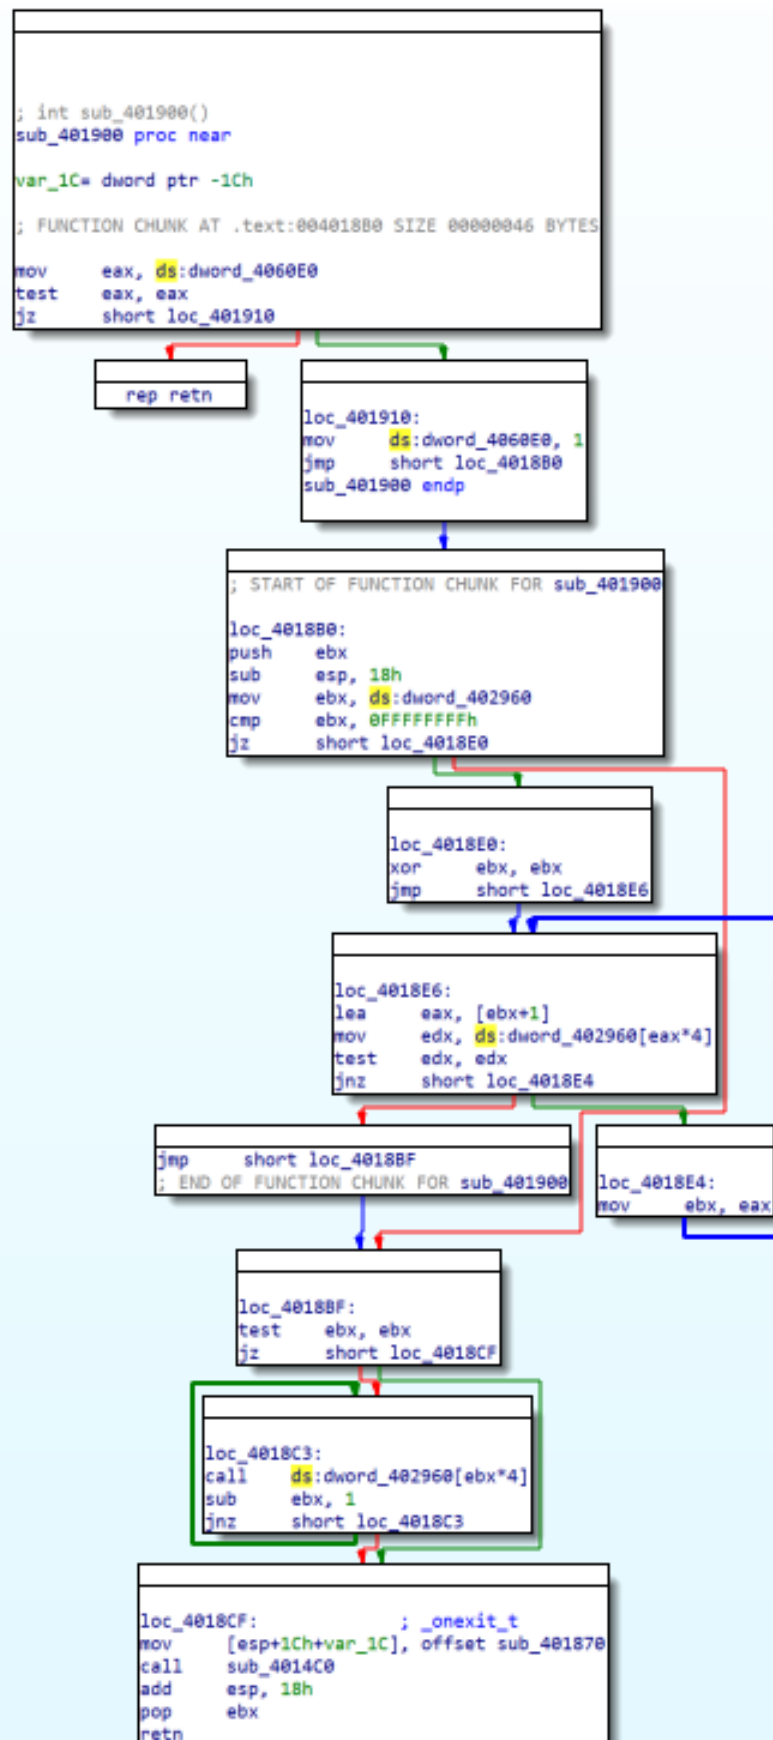 ; int sub_401900()
sub_401900 proc near
var_1C= dword ptr -1Ch
; FUNCTION CHUNK AT .text:004018B0 SIZE 00000046 BYTES
mov eax, ds:dword_4060E0
test eax, eax
jz short loc_401910
rep retn
loc_401910:
mov ds:dword_4060E0, 1
jmp short loc_4018B0
sub_401900 endp
; START OF FUNCTION CHUNK FOR sub_401900
loc_4018B0:
push ebx
sub esp, 18h
mov ebx, ds:dword_402960
cmp ebx, 0FFFFFFFFh
jz short loc_4018E0
loc_4018E0:
xor ebx, ebx
jmp short loc_4018E6
loc_4018E6:
lea eax, [ebx+1]
mov edx, ds:dword_402960[eax*4]
test edx, edx
jnz short loc_4018E4
jmp short loc_4018BF
; END OF FUNCTION CHUNK FOR sub_401900
loc_4018E4:
mov ebx, eax
loc_4018BF:
test ebx, ebx
jz short loc_4018CF
loc_4018C3:
call ds:dword_402960[ebx*4]
sub ebx, 1
jnz short loc_4018C3
loc_4018CF: ; _onexit_t
mov [esp+1Ch+var_1C], offset sub_401870
call sub_4014C0
add esp, 18h
pop ebx
retn